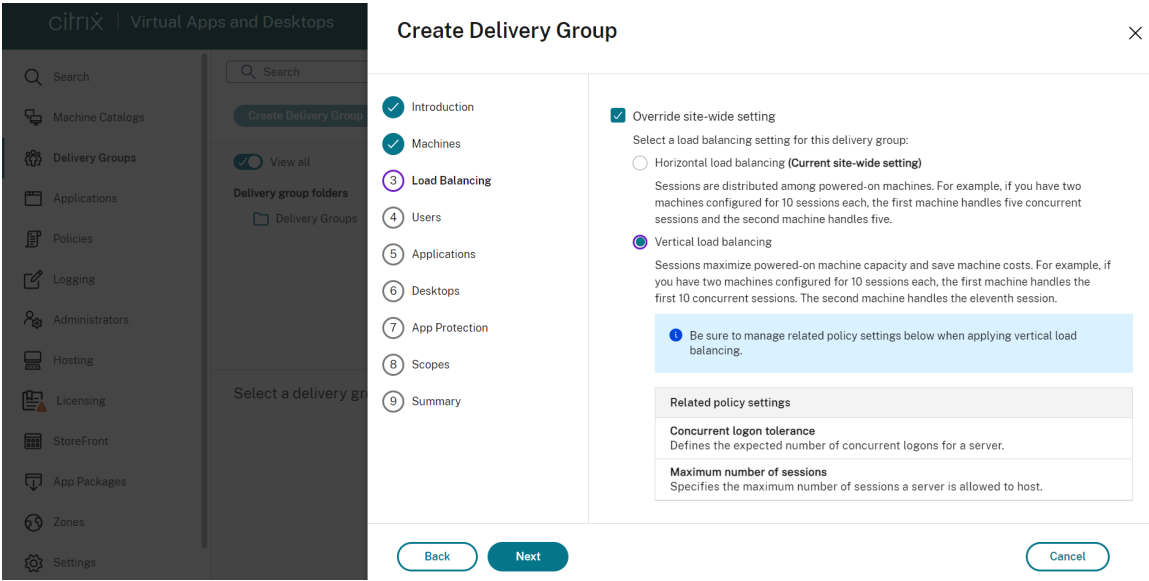 citrix | Virtual Apps and Desktops
Search
Machine Catalogs
Delivery Groups
Applications
Policies
Logging
Administrators
Hosting
Licensing
StoreFront
App Packages
Zones
Settings
Search
Create Delivery Group
View all
Delivery group folders
Delivery Groups
Select a delivery gr
Create Delivery Group
Introduction
Machines
3 Load Balancing
4 Users
5 Applications
6 Desktops
7 App Protection
8 Scopes
9 Summary
Override site-wide setting
Select a load balancing setting for this delivery group:
Horizontal load balancing (Current site-wide setting)
Sessions are distributed among powered-on machines. For example, if you have two
machines configured for 10 sessions each, the first machine handles five concurrent
sessions and the second machine handles five.
Vertical load balancing
Sessions maximize powered-on machine capacity and save machine costs. For example, if
you have two machines configured for 10 sessions each, the first machine handles the
first 10 concurrent sessions. The second machine handles the eleventh session.
Be sure to manage related policy settings below when applying vertical load
balancing.
Related policy settings
Concurrent logon tolerance
Defines the expected number of concurrent logons for a server.
Maximum number of sessions
Specifies the maximum number of sessions a server is allowed to host.
Back
Next
Cancel